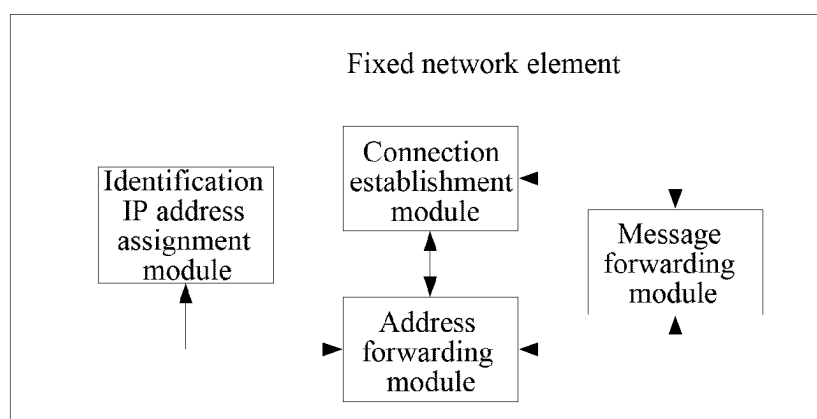 Fixed network element
Identification
IP address
assignment
module
Connection
establishment
module
Address
forwarding
module
Message
forwarding
module